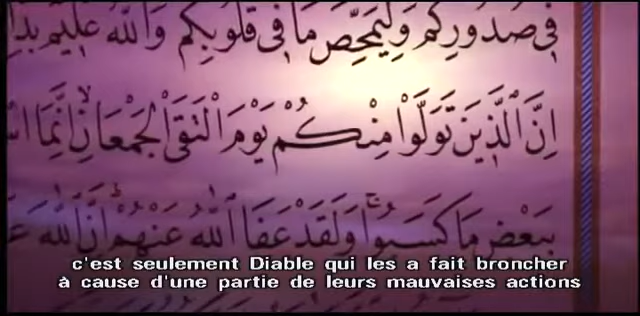 فِي صُدُورِكُمْ وَلِيُمَحِّصَ مَا فِي قُلُوبِكُمْ وَاللَّهُ عَلِيمٌ بِذَا
إِنَّ الَّذِينَ تَوَلَّوْا مِنْكُمْ يَوْمَ الْتَقَى الْجَمْعَانِ إِنَّمَا
بِبَعْضِ مَا كَسَبُوا وَلَقَدْ عَفَا اللَّهُ عَنْهُمْ إِنَّ اللَّهَ
c'est seulement Diable qui les a fait broncher
à cause d'une partie de leurs mauvaises actions